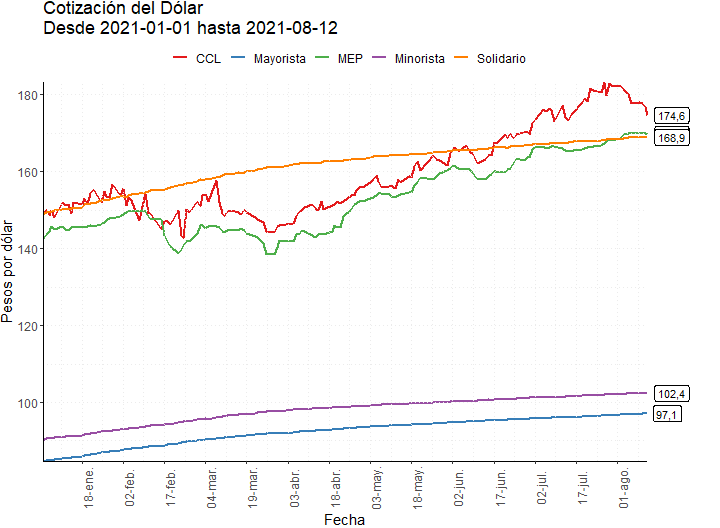 Cotización del Dólar
Desde 2021-01-01 hasta 2021-08-12
CCL Mayorista MEP Minorista Solidario
Pesos por dólar
180
160
140
120
100
174,6
168,9
102,4
97,1
18-ene.
02-feb.
17-feb.
04-mar.
19-mar.
03-abr.
18-abr.
03-may.
18-may.
02-jun.
17-jun.
02-jul.
17-jul.
01-ago.
Fecha